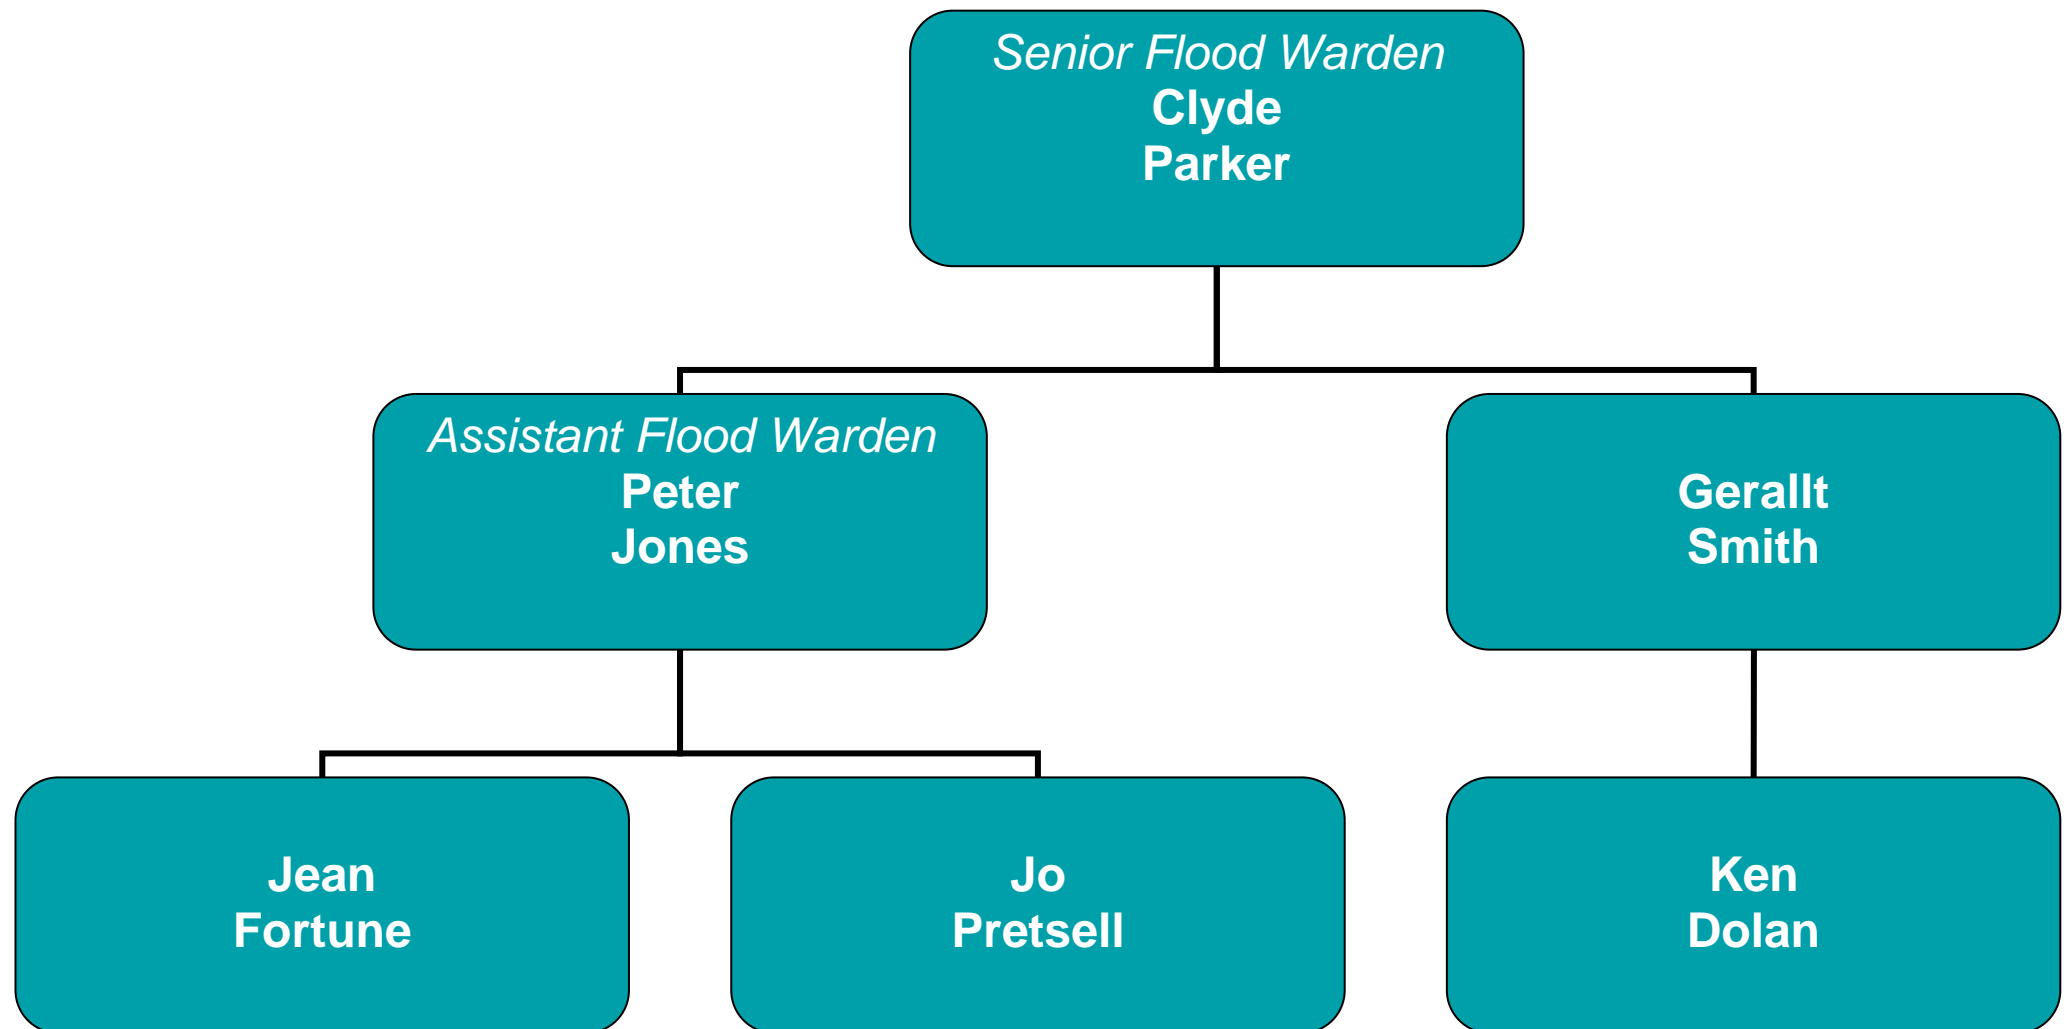 Senior Flood Warden
Clyde
Parker
Assistant Flood Warden
Peter
Jones
Gerallt
Smith
Jean
Fortune
Jo
Pretsell
Ken
Dolan